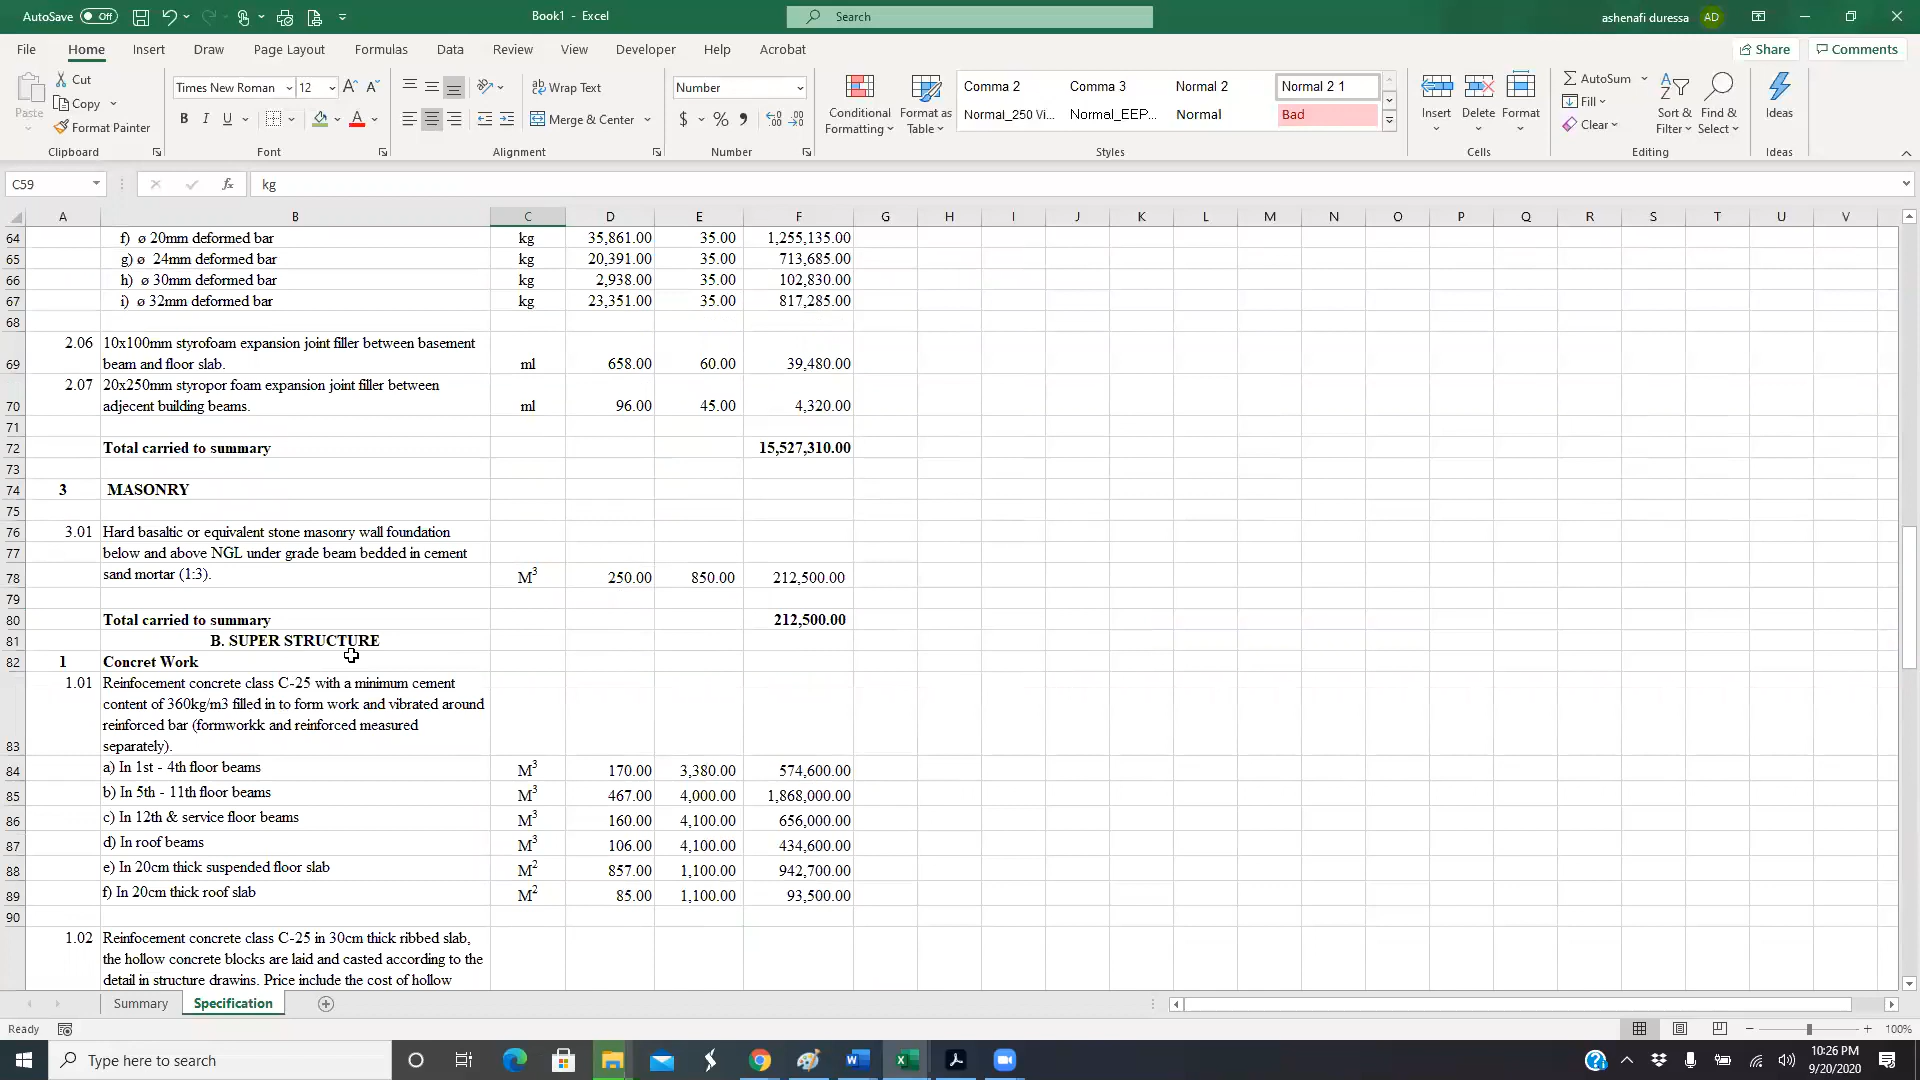 AutoSave Off Book1 - Excel Search ashenafi duressa AD
File Home Insert Draw Page Layout Formulas Data Review View Developer Help Acrobat Share Comments
Paste Cut Copy Format Painter Clipboard
Times New Roman 12 B I U A Font
Wrap Text Merge & Center Alignment
Number $ % Number
Conditional Formatting Format as Table
Comma 2 Comma 3 Normal 2 Normal 2 1
Normal_250 Vi... Normal_EEP... Normal Bad
Styles
Insert Delete Format Cells
AutoSum Fill Clear Sort & Filter Find & Select Editing
Ideas Ideas
C59 fx kg
A B C D E F G H I J K L M N O P Q R S T U V
64 f) ø 20mm deformed bar kg 35,861.00 35.00 1,255,135.00
65 g) ø 24mm deformed bar kg 20,391.00 35.00 713,685.00
66 h) ø 30mm deformed bar kg 2,938.00 35.00 102,830.00
67 i) ø 32mm deformed bar kg 23,351.00 35.00 817,285.00
68
2.06 10x100mm styrofoam expansion joint filler between basement
69 beam and floor slab. ml 658.00 60.00 39,480.00
2.07 20x250mm styropor foam expansion joint filler between
70 adjecent building beams. ml 96.00 45.00 4,320.00
71
72 Total carried to summary 15,527,310.00
73
74 3 MASONRY
75
76 3.01 Hard basaltic or equivalent stone masonry wall foundation
77 below and above NGL under grade beam bedded in cement
78 sand mortar (1:3). M3 250.00 850.00 212,500.00
79
80 Total carried to summary 212,500.00
81 B. SUPER STRUCTURE
82 1 Concret Work
1.01 Reinfocement concrete class C-25 with a minimum cement
content of 360kg/m3 filled in to form work and vibrated around
reinforced bar (formworkk and reinforced measured
83 separately).
84 a) In 1st - 4th floor beams M3 170.00 3,380.00 574,600.00
85 b) In 5th - 11th floor beams M3 467.00 4,000.00 1,868,000.00
86 c) In 12th & service floor beams M3 160.00 4,100.00 656,000.00
87 d) In roof beams M3 106.00 4,100.00 434,600.00
88 e) In 20cm thick suspended floor slab M2 857.00 1,100.00 942,700.00
89 f) In 20cm thick roof slab M2 85.00 1,100.00 93,500.00
90
1.02 Reinfocement concrete class C-25 in 30cm thick ribbed slab,
the hollow concrete blocks are laid and casted according to the
detail in structure drawins. Price include the cost of hollow
Summary Specification
Ready 100%
Type here to search 10:26 PM
9/20/2020